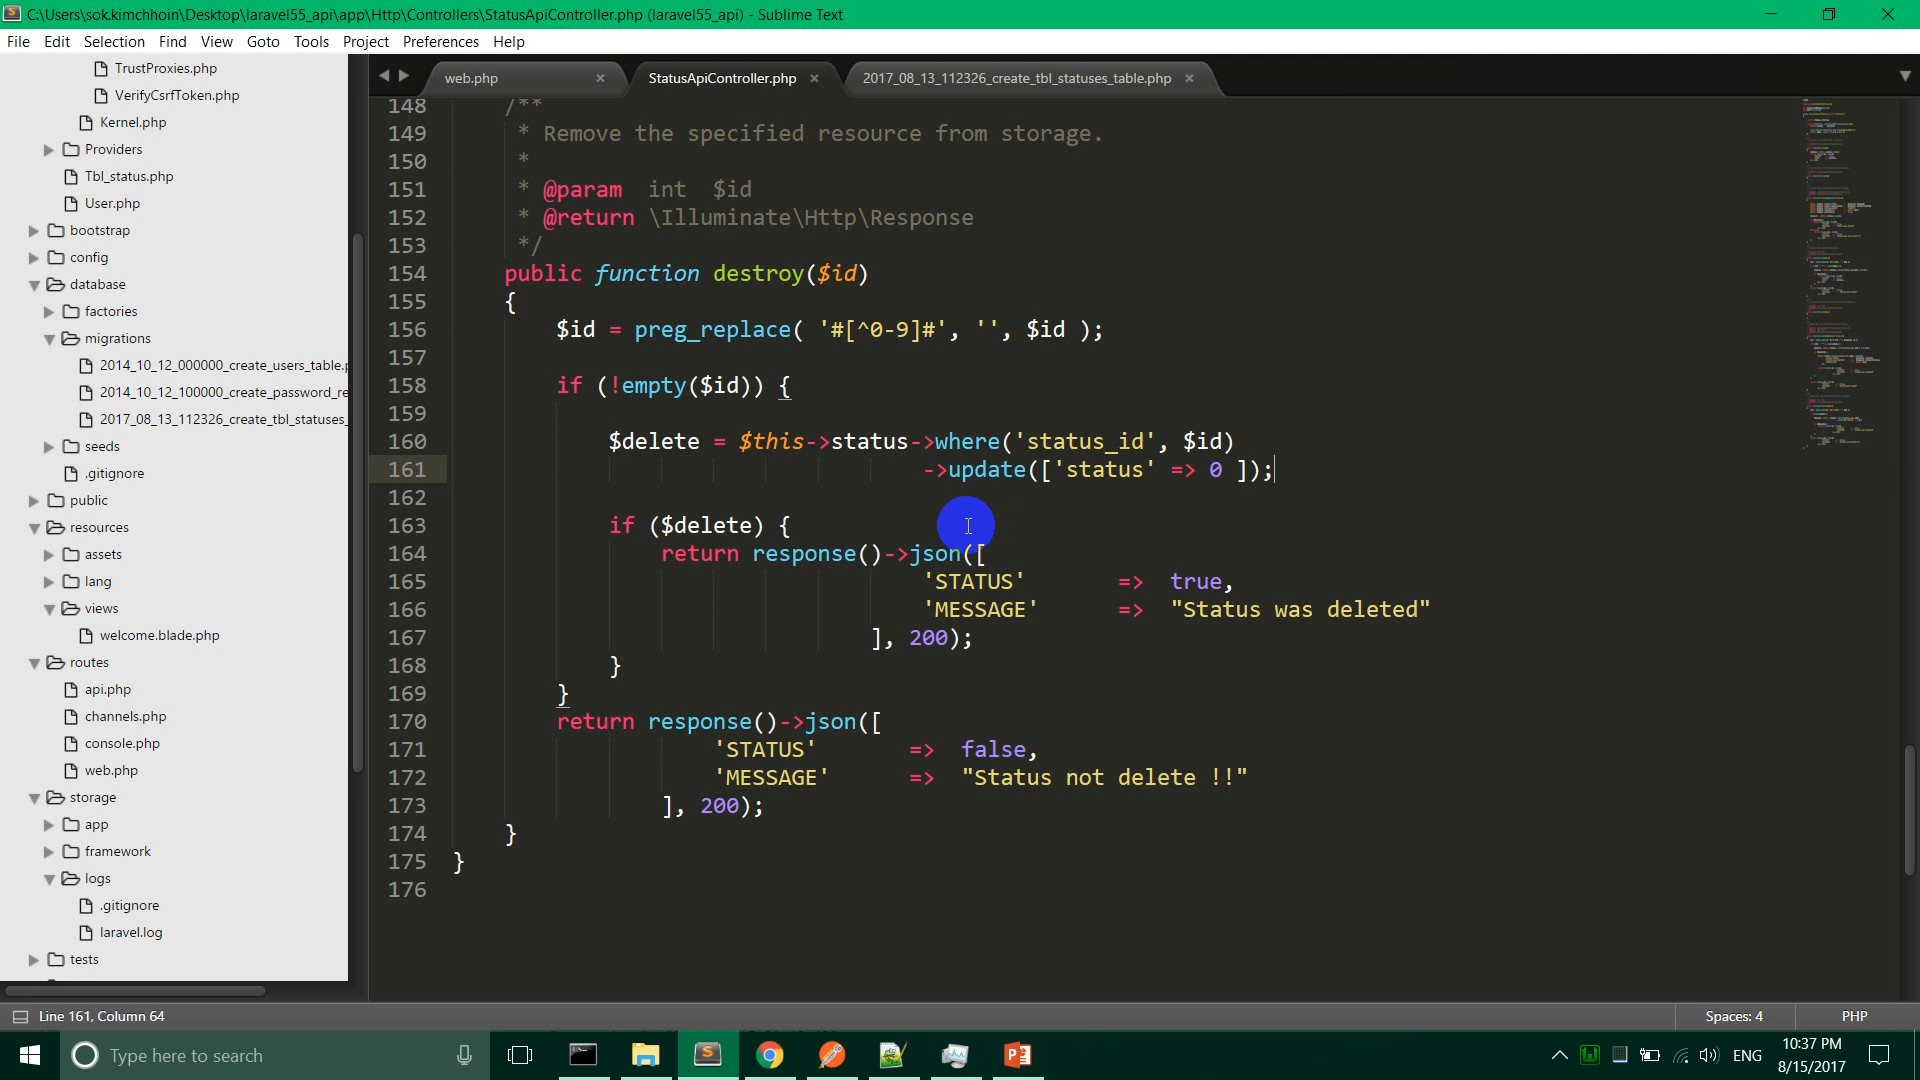 C:\Users\sok.kimchhoin\Desktop\laravel55_api\app\Http\Controllers\StatusApiController.php (laravel55_api) - Sublime Text
File Edit Selection Find View Goto Tools Project Preferences Help
TrustProxies.php
VerifyCsrfToken.php
Kernel.php
Providers
Tbl_status.php
User.php
bootstrap
config
database
factories
migrations
2014_10_12_000000_create_users_table.p
2014_10_12_100000_create_password_re
2017_08_13_112326_create_tbl_statuses_
seeds
.gitignore
public
resources
assets
lang
views
welcome.blade.php
routes
api.php
channels.php
console.php
web.php
storage
app
framework
logs
.gitignore
laravel.log
tests
web.php × StatusApiController.php × 2017_08_13_112326_create_tbl_statuses_table.php ×
148 /**
149 * Remove the specified resource from storage.
150 *
151 * @param int $id
152 * @return \Illuminate\Http\Response
153 */
154 public function destroy($id)
155 {
156 $id = preg_replace( '#[^0-9]#', '', $id );
157
158 if (!empty($id)) {
159
160 $delete = $this->status->where('status_id', $id)
161 ->update(['status' => 0 ]);
162
163 if ($delete) {
164 return response()->json([
165 'STATUS' => true,
166 'MESSAGE' => "Status was deleted"
167 ], 200);
168 }
169 }
170 return response()->json([
171 'STATUS' => false,
172 'MESSAGE' => "Status not delete !!"
173 ], 200);
174 }
175 }
176
Line 161, Column 64 Spaces: 4 PHP
Type here to search
ENG
10:37 PM
8/15/2017